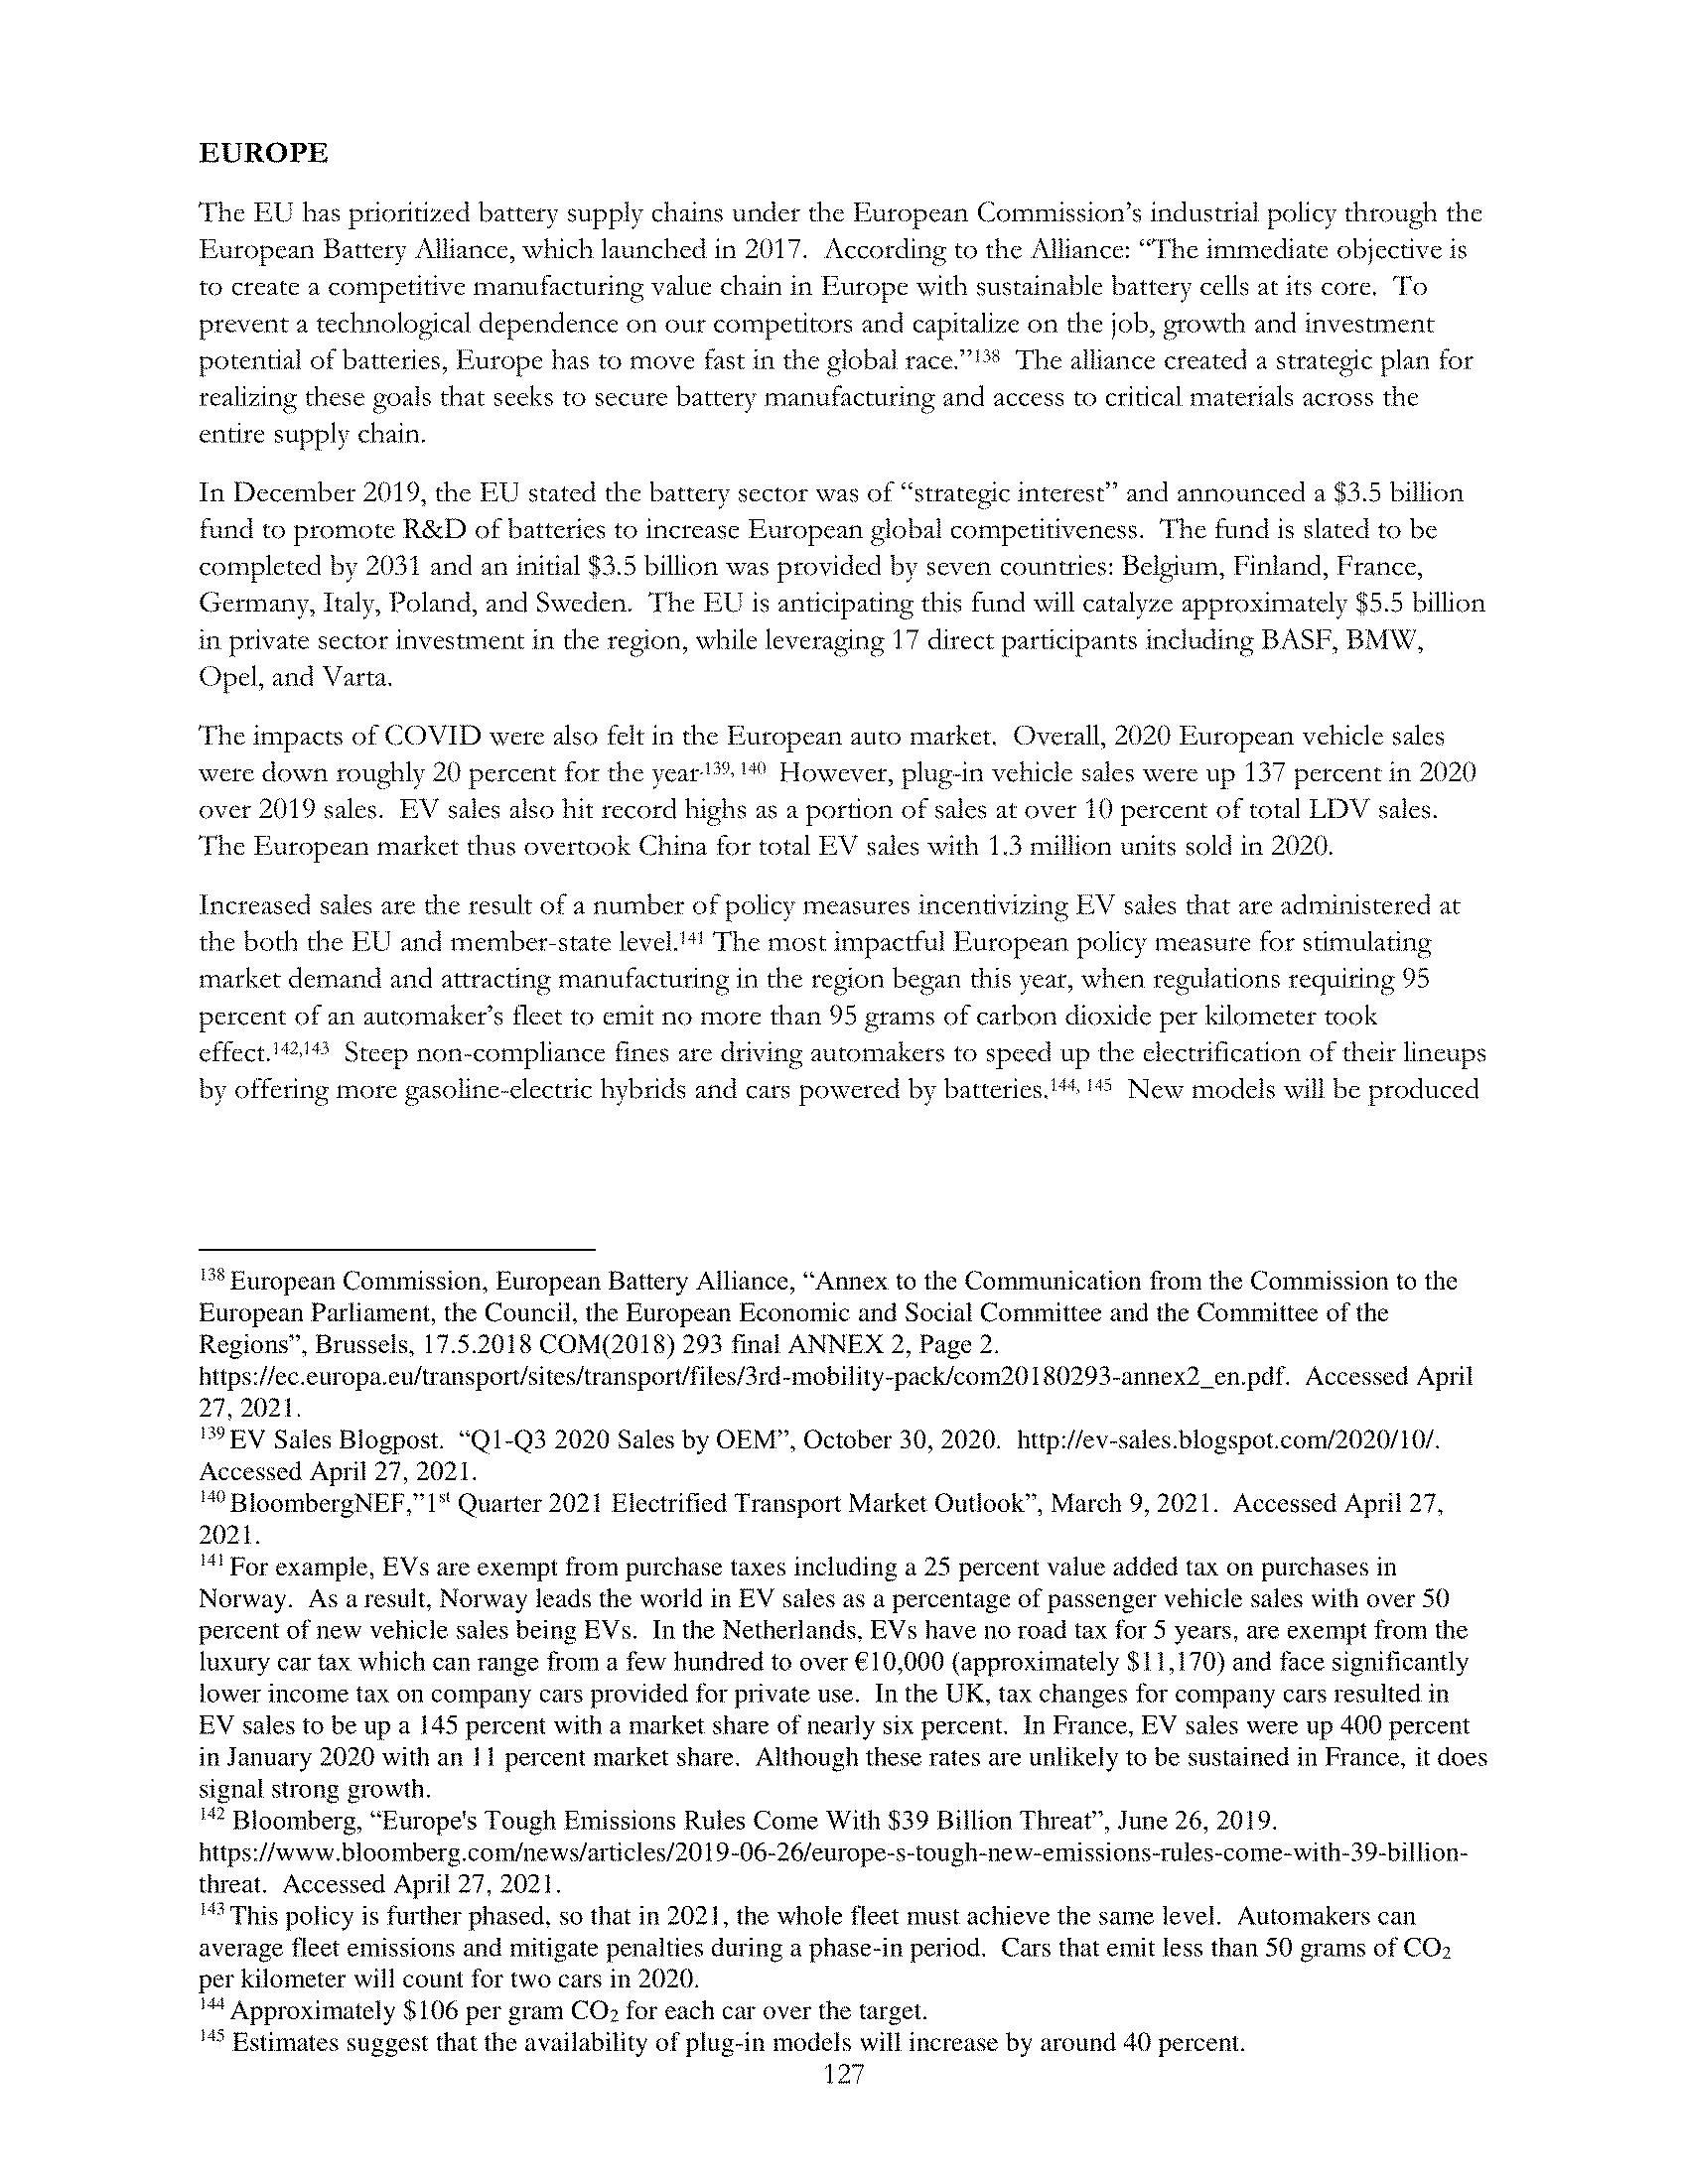 EUROPE
The EU has prioritized battery supply chains under the European Commission’s industrial policy through the
European Battery Alliance, which launched in 2017.  According to the Alliance: “The immediate objective is
to create a competitive manufacturing value chain in Europe with sustainable battery cells at its core.  To
prevent a technological dependence on our competitors and capitalize on the job, growth and investment
potential of batteries, Europe has to move fast in the global race.”138  The alliance created a strategic plan for
realizing these goals that seeks to secure battery manufacturing and access to critical materials across the
entire supply chain.
In December 2019, the EU stated the battery sector was of “strategic interest” and announced a $3.5 billion
fund to promote R&D of batteries to increase European global competitiveness.  The fund is slated to be
completed by 2031 and an initial $3.5 billion was provided by seven countries: Belgium, Finland, France,
Germany, Italy, Poland, and Sweden.  The EU is anticipating this fund will catalyze approximately $5.5 billion
in private sector investment in the region, while leveraging 17 direct participants including BASF, BMW,
Opel, and Varta.
The impacts of COVID were also felt in the European auto market.  Overall, 2020 European vehicle sales
were down roughly 20 percent for the year.139, 140  However, plug-in vehicle sales were up 137 percent in 2020
over 2019 sales.  EV sales also hit record highs as a portion of sales at over 10 percent of total LDV sales.
The European market thus overtook China for total EV sales with 1.3 million units sold in 2020.
Increased sales are the result of a number of policy measures incentivizing EV sales that are administered at
the both the EU and member-state level.141 The most impactful European policy measure for stimulating
market demand and attracting manufacturing in the region began this year, when regulations requiring 95
percent of an automaker’s fleet to emit no more than 95 grams of carbon dioxide per kilometer took
effect.142,143  Steep non-compliance fines are driving automakers to speed up the electrification of their lineups
by offering more gasoline-electric hybrids and cars powered by batteries.144, 145  New models will be produced
138 European Commission, European Battery Alliance, “Annex to the Communication from the Commission to the
European Parliament, the Council, the European Economic and Social Committee and the Committee of the
Regions”, Brussels, 17.5.2018 COM(2018) 293 final ANNEX 2, Page 2.
https://ec.europa.eu/transport/sites/transport/files/3rd-mobility-pack/com20180293-annex2_en.pdf.  Accessed April
27, 2021.
139 EV Sales Blogpost.  “Q1-Q3 2020 Sales by OEM”, October 30, 2020.  http://ev-sales.blogspot.com/2020/10/.
Accessed April 27, 2021.
140 BloombergNEF,”1st Quarter 2021 Electrified Transport Market Outlook”, March 9, 2021.  Accessed April 27,
2021.
141 For example, EVs are exempt from purchase taxes including a 25 percent value added tax on purchases in
Norway.  As a result, Norway leads the world in EV sales as a percentage of passenger vehicle sales with over 50
percent of new vehicle sales being EVs.  In the Netherlands, EVs have no road tax for 5 years, are exempt from the
luxury car tax which can range from a few hundred to over €10,000 (approximately $11,170) and face significantly
lower income tax on company cars provided for private use.  In the UK, tax changes for company cars resulted in
EV sales to be up a 145 percent with a market share of nearly six percent.  In France, EV sales were up 400 percent
in January 2020 with an 11 percent market share.  Although these rates are unlikely to be sustained in France, it does
signal strong growth.
142 Bloomberg, “Europe's Tough Emissions Rules Come With $39 Billion Threat”, June 26, 2019.
https://www.bloomberg.com/news/articles/2019-06-26/europe-s-tough-new-emissions-rules-come-with-39-billion-
threat.  Accessed April 27, 2021.
143 This policy is further phased, so that in 2021, the whole fleet must achieve the same level.  Automakers can
average fleet emissions and mitigate penalties during a phase-in period.  Cars that emit less than 50 grams of CO2
per kilometer will count for two cars in 2020.
144 Approximately $106 per gram CO2 for each car over the target.
145 Estimates suggest that the availability of plug-in models will increase by around 40 percent.
127